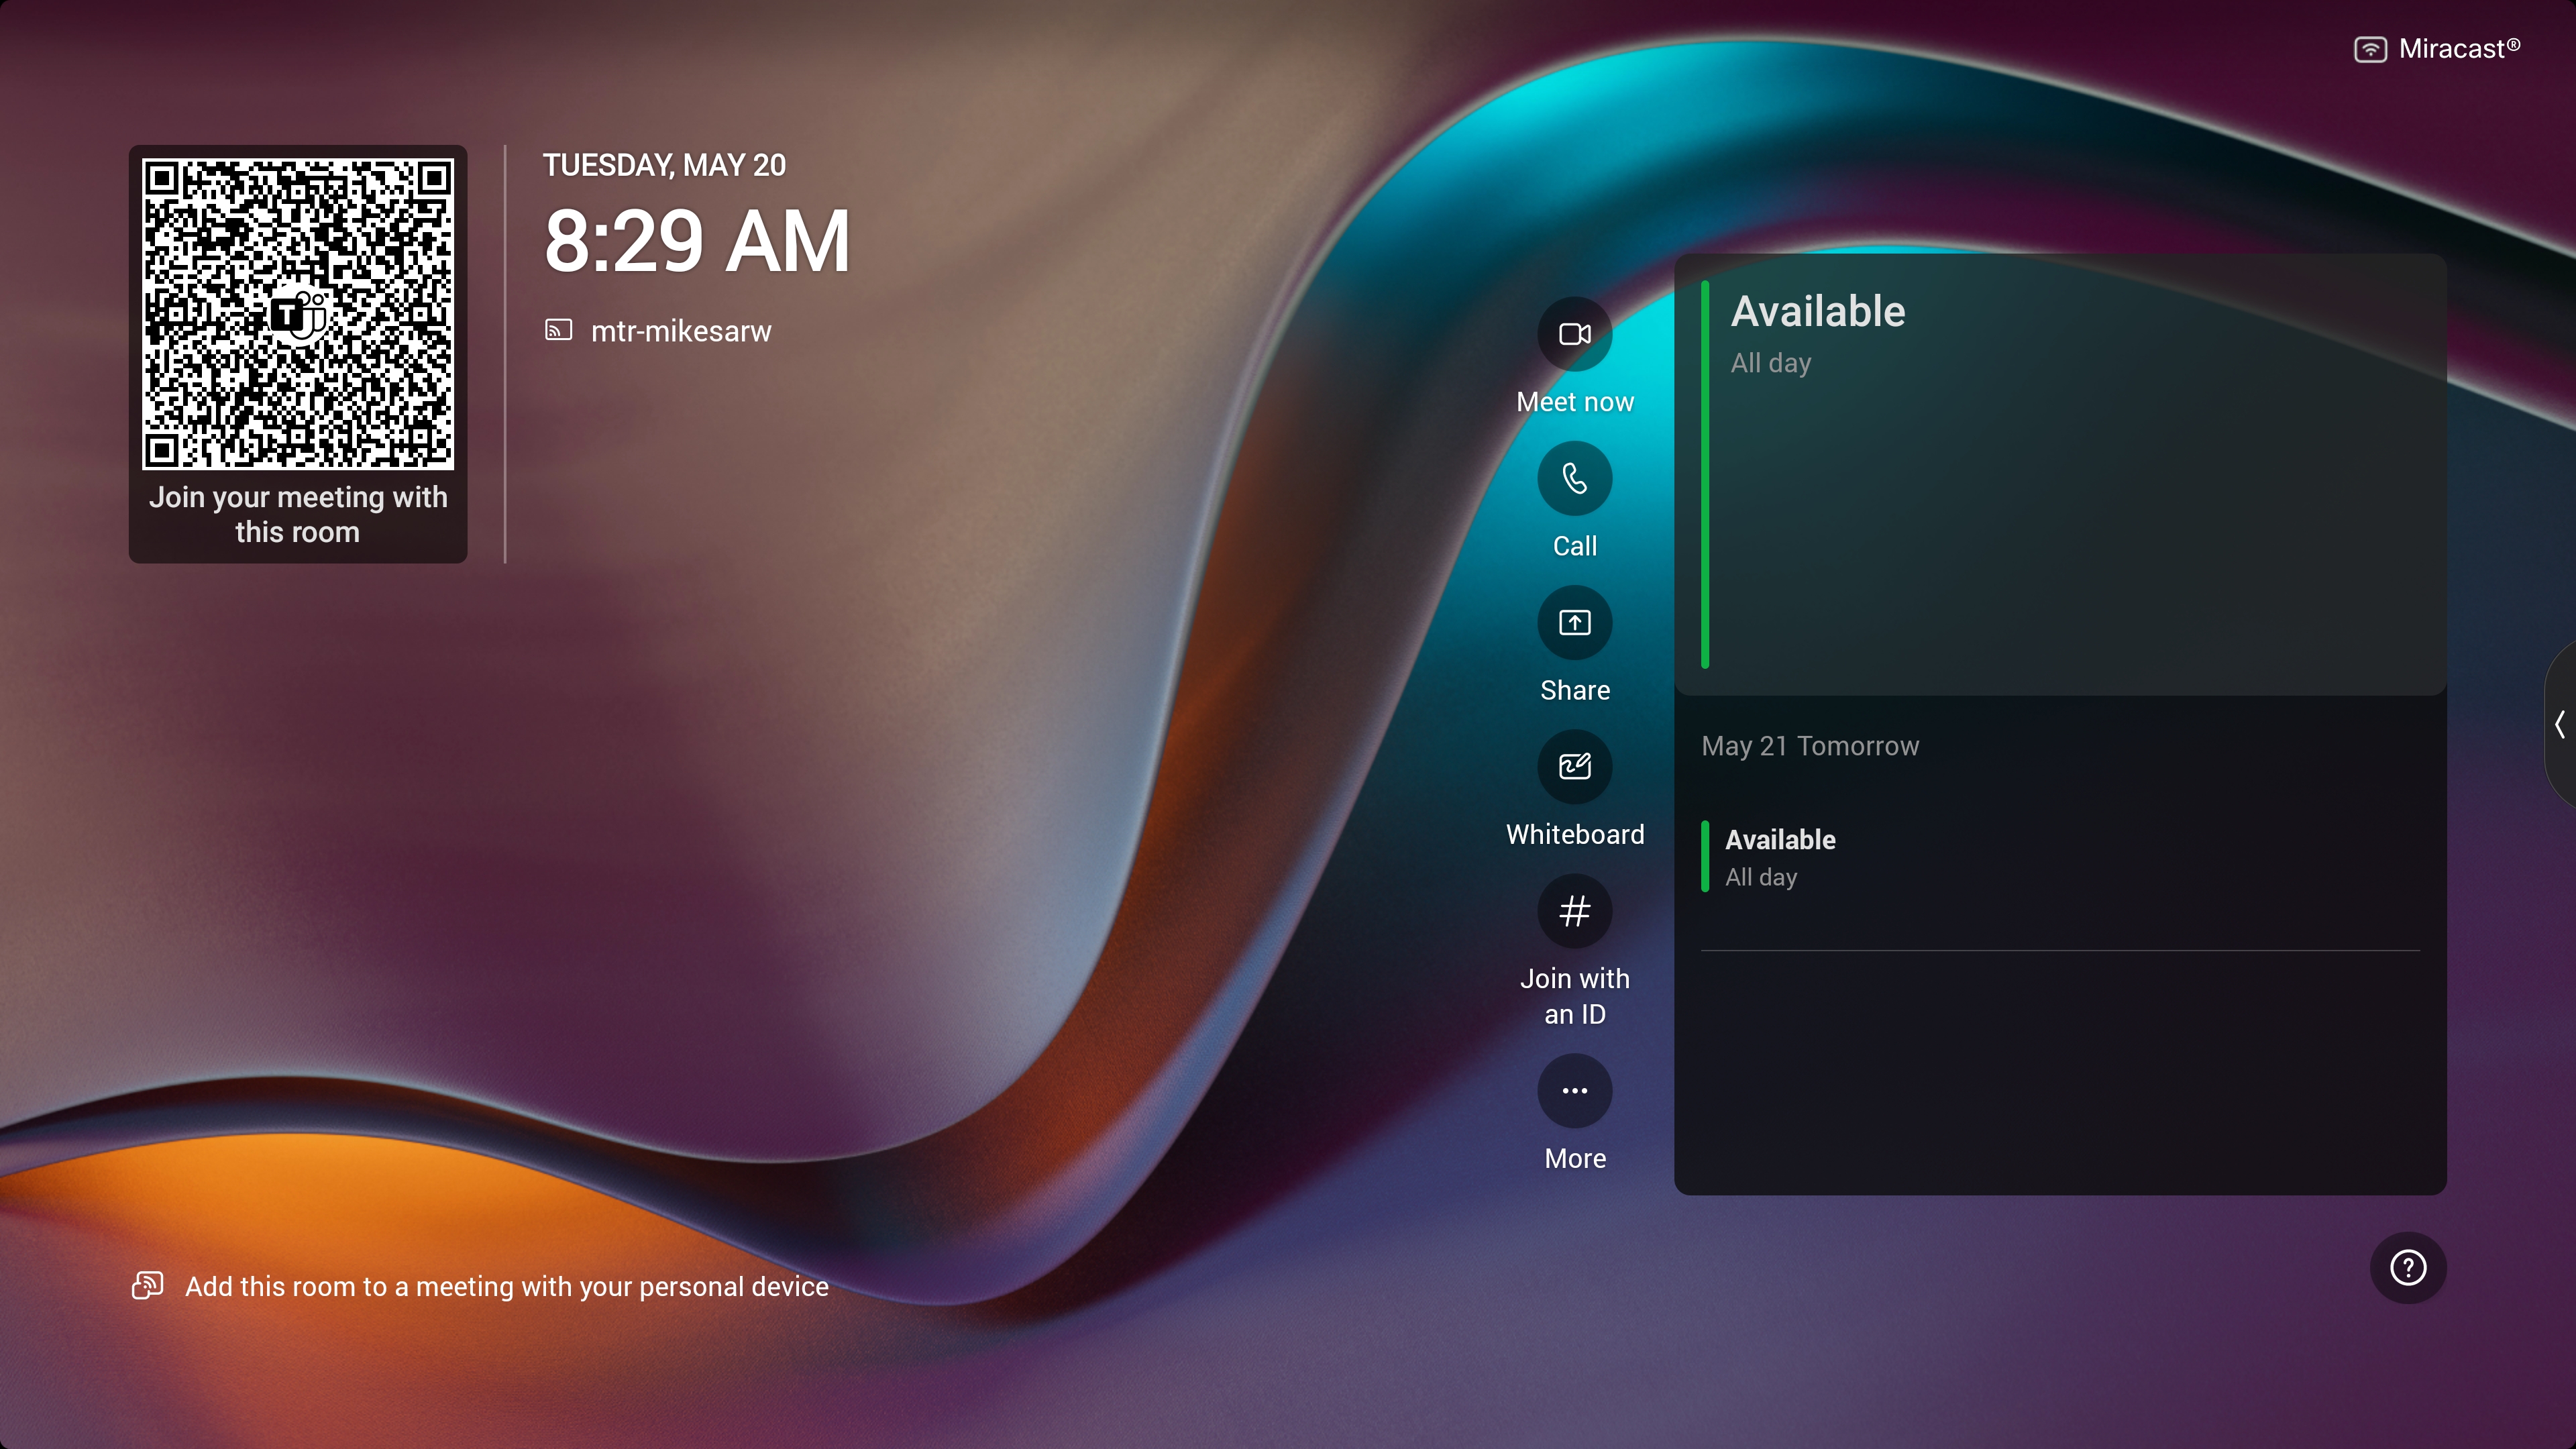 Miracast®
TUESDAY, MAY 20
8:29 AM
mtr-mikesarw
T
Join your meeting with
this room
Meet now
Call
Share
Whiteboard
Join with
an ID
More
Available
All day
May 21 Tomorrow
Available
All day
Add this room to a meeting with your personal device